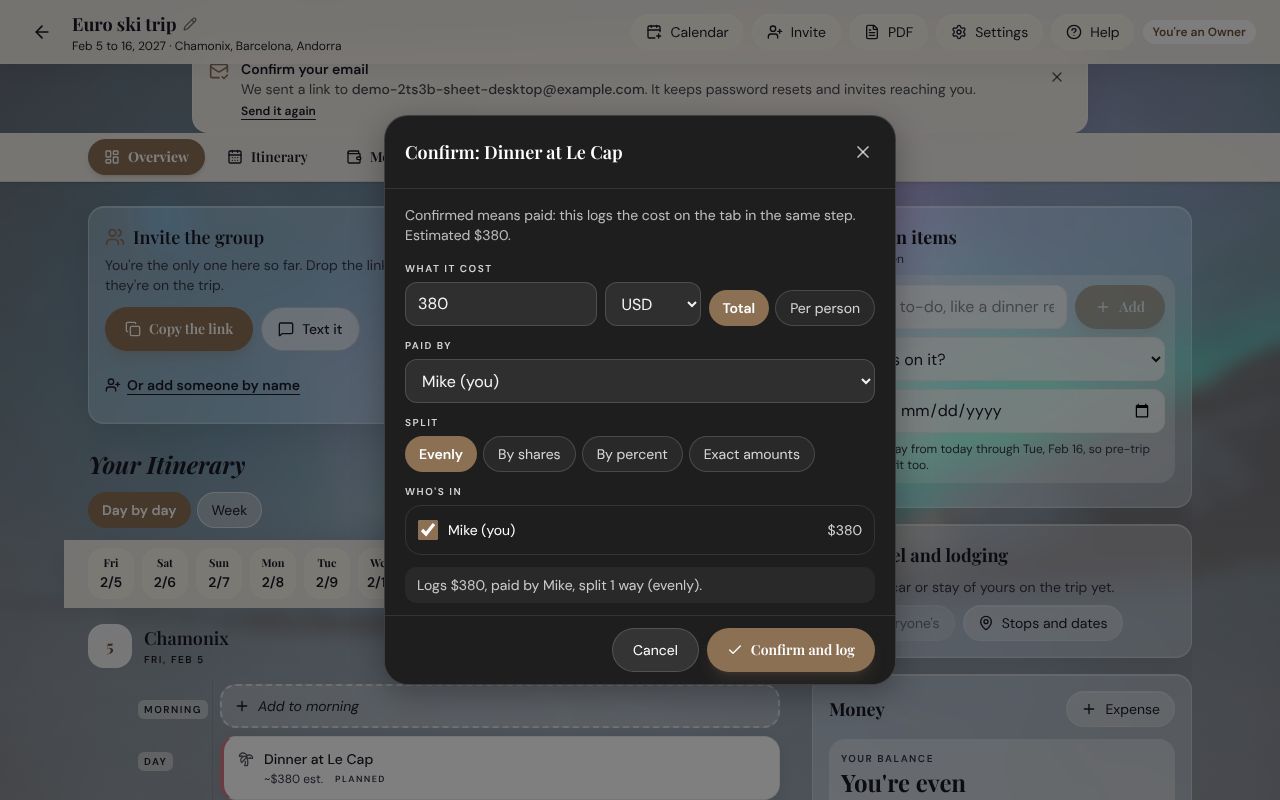 Euro ski trip
Feb 5 to 16, 2027 · Chamonix, Barcelona, Andorra
Calendar
Invite
PDF
Settings
Help
You're an Owner
Confirm your email
We sent a link to demo-2ts3b-sheet-desktop@example.com. It keeps password resets and invites reaching you.
Send it again
Overview
Itinerary
Confirm: Dinner at Le Cap
Confirmed means paid: this logs the cost on the tab in the same step.
Estimated $380.
WHAT IT COST
380
USD
Total
Per person
PAID BY
Mike (you)
SPLIT
Evenly
By shares
By percent
Exact amounts
WHO'S IN
Mike (you)
$380
Logs $380, paid by Mike, split 1 way (evenly).
Cancel
Confirm and log
Invite the group
You're the only one here so far. Drop the link
they're on the trip.
Copy the link
Text it
Or add someone by name
Your Itinerary
Day by day
Week
Fri
2/5
Sat
2/6
Sun
2/7
Mon
2/8
Tue
2/9
5
Chamonix
FRI, FEB 5
MORNING
Add to morning
DAY
Dinner at Le Cap
~$380 est.
PLANNED
items
to-do, like a dinner re
Add
on it?
mm/dd/yyyy
from today through Tue, Feb 16, so pre-trip
it too.
and lodging
car or stay of yours on the trip yet.
Stops and dates
Money
Expense
YOUR BALANCE
You're even